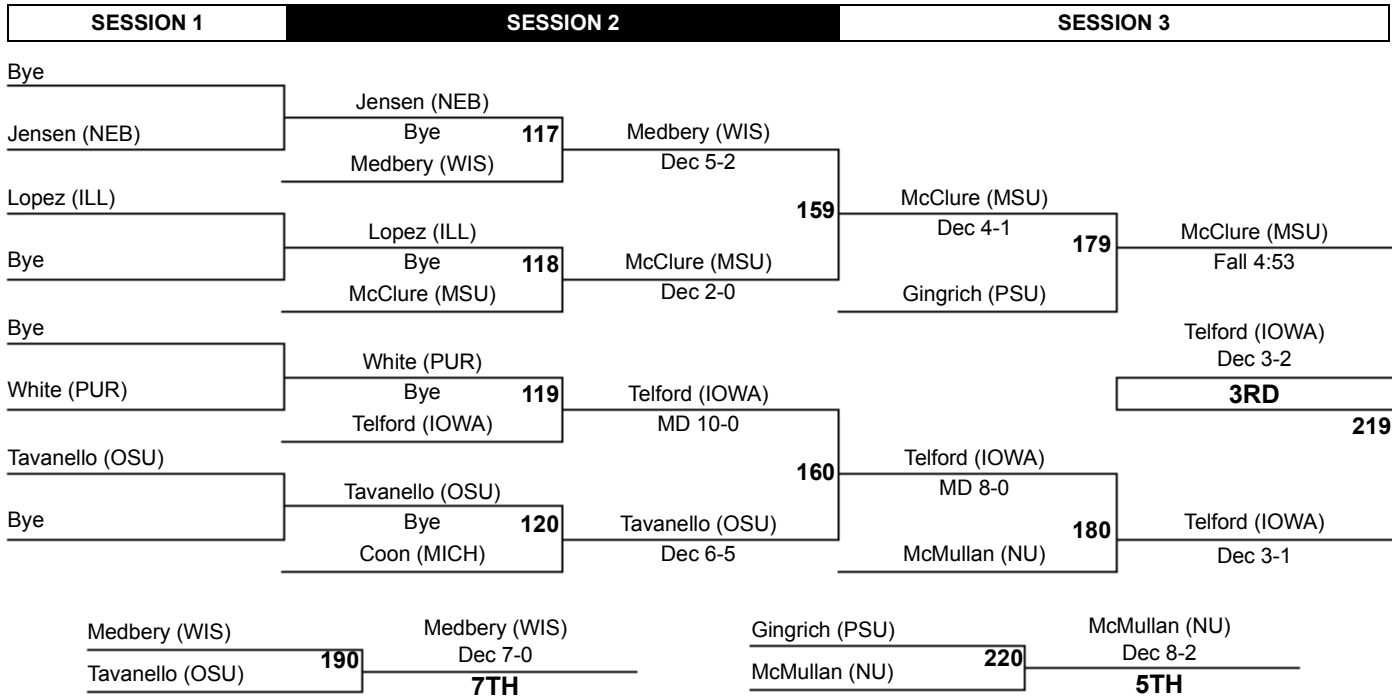 SESSION 1 SESSION 2 SESSION 3
Bye
Jensen (NEB)
Jensen (NEB)
Bye 117
Medbery (WIS)
Medbery (WIS)
Dec 5-2
Lopez (ILL)
Bye
Lopez (ILL)
Bye 118
McClure (MSU)
McClure (MSU)
Dec 2-0
159
McClure (MSU)
Dec 4-1
179
Gingrich (PSU)
McClure (MSU)
Fall 4:53
Bye
White (PUR)
White (PUR)
Bye 119
Telford (IOWA)
Telford (IOWA)
MD 10-0
Telford (IOWA)
Dec 3-2
3RD
219
Tavanello (OSU)
Bye
Tavanello (OSU)
Bye 120
Coon (MICH)
Tavanello (OSU)
Dec 6-5
160
Telford (IOWA)
MD 8-0
180
McMullan (NU)
Telford (IOWA)
Dec 3-1
Medbery (WIS)
Tavanello (OSU)
190
Medbery (WIS)
Dec 7-0
7TH
Gingrich (PSU)
McMullan (NU)
220
McMullan (NU)
Dec 8-2
5TH